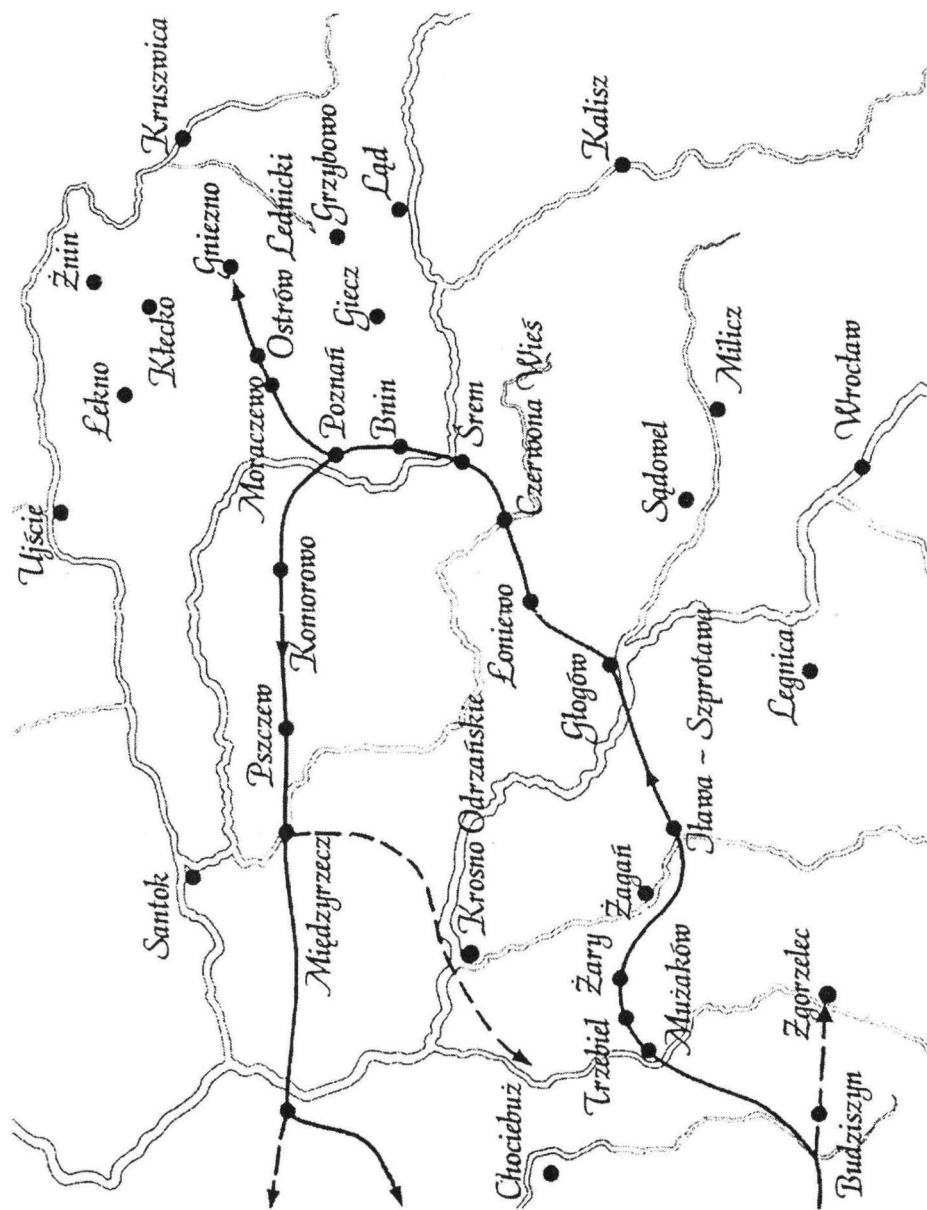 Ujście
Żnin
Łekno
Kłecko
Kruszwica
Gniezno
Santok
Moraczewo
Ostrów Lednicki
Grzybowo
Międzyrzecz
Pszczew
Komorowo
Poznań
Giecz
Ląd
Bnin
Śrem
Krosno Odrzańskie
Łoniewo
Czerwona Wieś
Kalisz
Chociebuż
Trzebiel
Żary
Żagań
Głogów
Sądowel
Milicz
Mużaków
Iława - Szprotawa
Zgorzelec
Legnica
Wrocław
Budziszyn